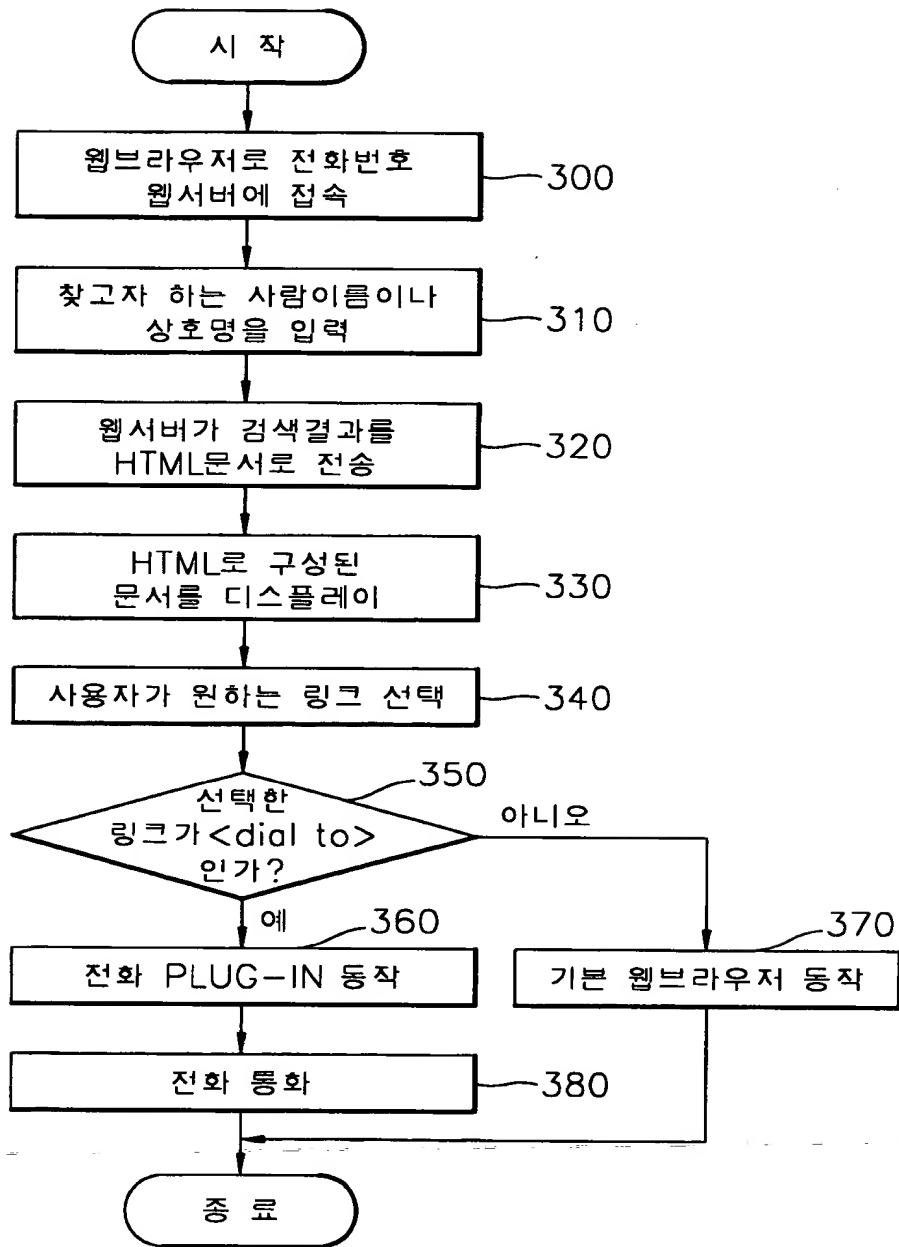 시 작
웹브라우저로 전화번호
웹서버에 접속
300
찾고자 하는 사람이름이나
상호명을 입력
310
웹서버가 검색결과를
HTML문서로 전송
320
HTML로 구성된
문서를 디스플레이
330
사용자가 원하는 링크 선택
340
350
선택한
링크가<dial to>
인가?
아니오
예
360
전화 PLUG-IN 동작
370
기본 웹브라우저 동작
전화 통화
380
종 료